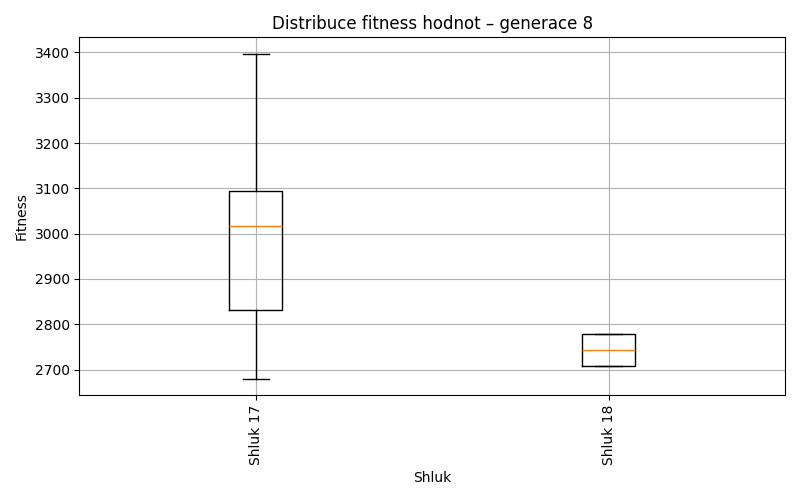 Distribuce fitness hodnot – generace 8
Fitness
3400
3300
3200
3100
3000
2900
2800
2700
Shluk 17
Shluk 18
Shluk